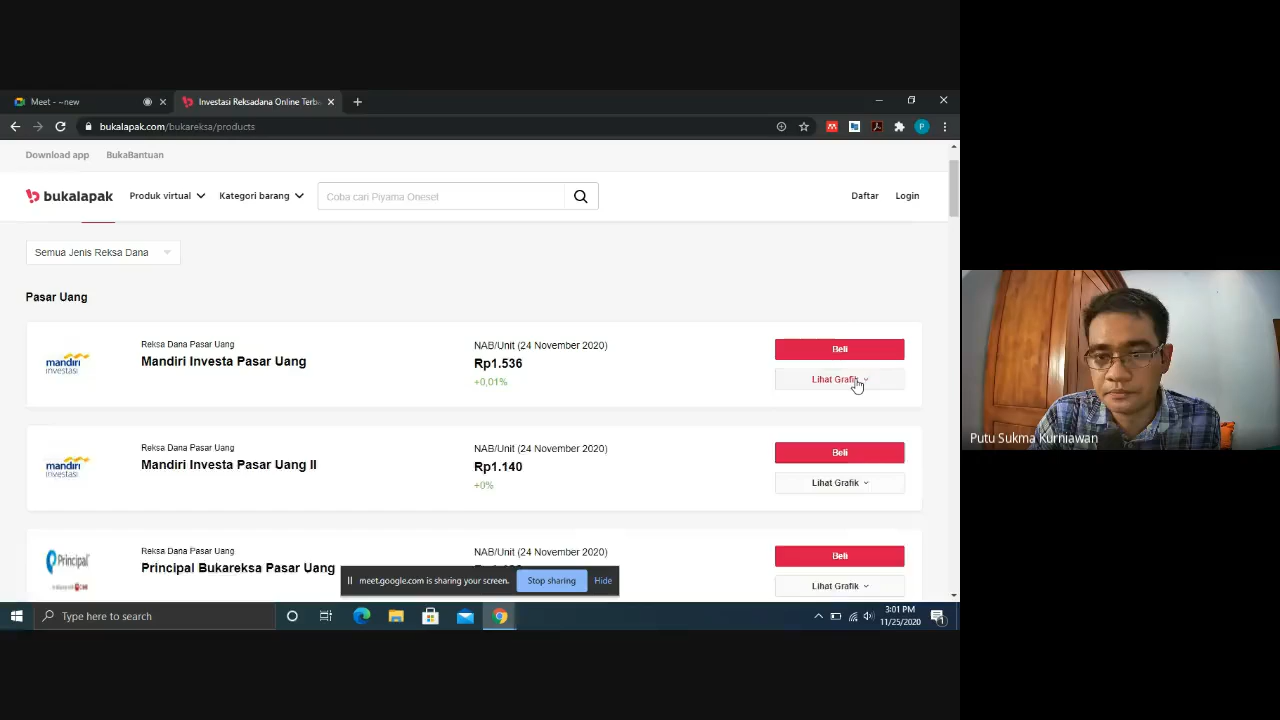 Meet - ~new
Investasi Reksadana Online Terba
bukalapak.com/bukareksa/products
Download app BukaBantuan
bukalapak Produk virtual Kategori barang Coba cari Piyama Oneset Daftar Login
Semua Jenis Reksa Dana
Pasar Uang
mandiri investasi
Reksa Dana Pasar Uang
Mandiri Investa Pasar Uang
NAB/Unit (24 November 2020)
Rp1.536
+0,01%
Beli
Lihat Grafik
mandiri investasi
Reksa Dana Pasar Uang
Mandiri Investa Pasar Uang II
NAB/Unit (24 November 2020)
Rp1.140
+0%
Beli
Lihat Grafik
Principal
Reksa Dana Pasar Uang
Principal Bukareksa Pasar Uang
NAB/Unit (24 November 2020)
Beli
Lihat Grafik
meet.google.com is sharing your screen. Stop sharing Hide
Type here to search
3:01 PM
11/25/2020
Putu Sukma Kurniawan